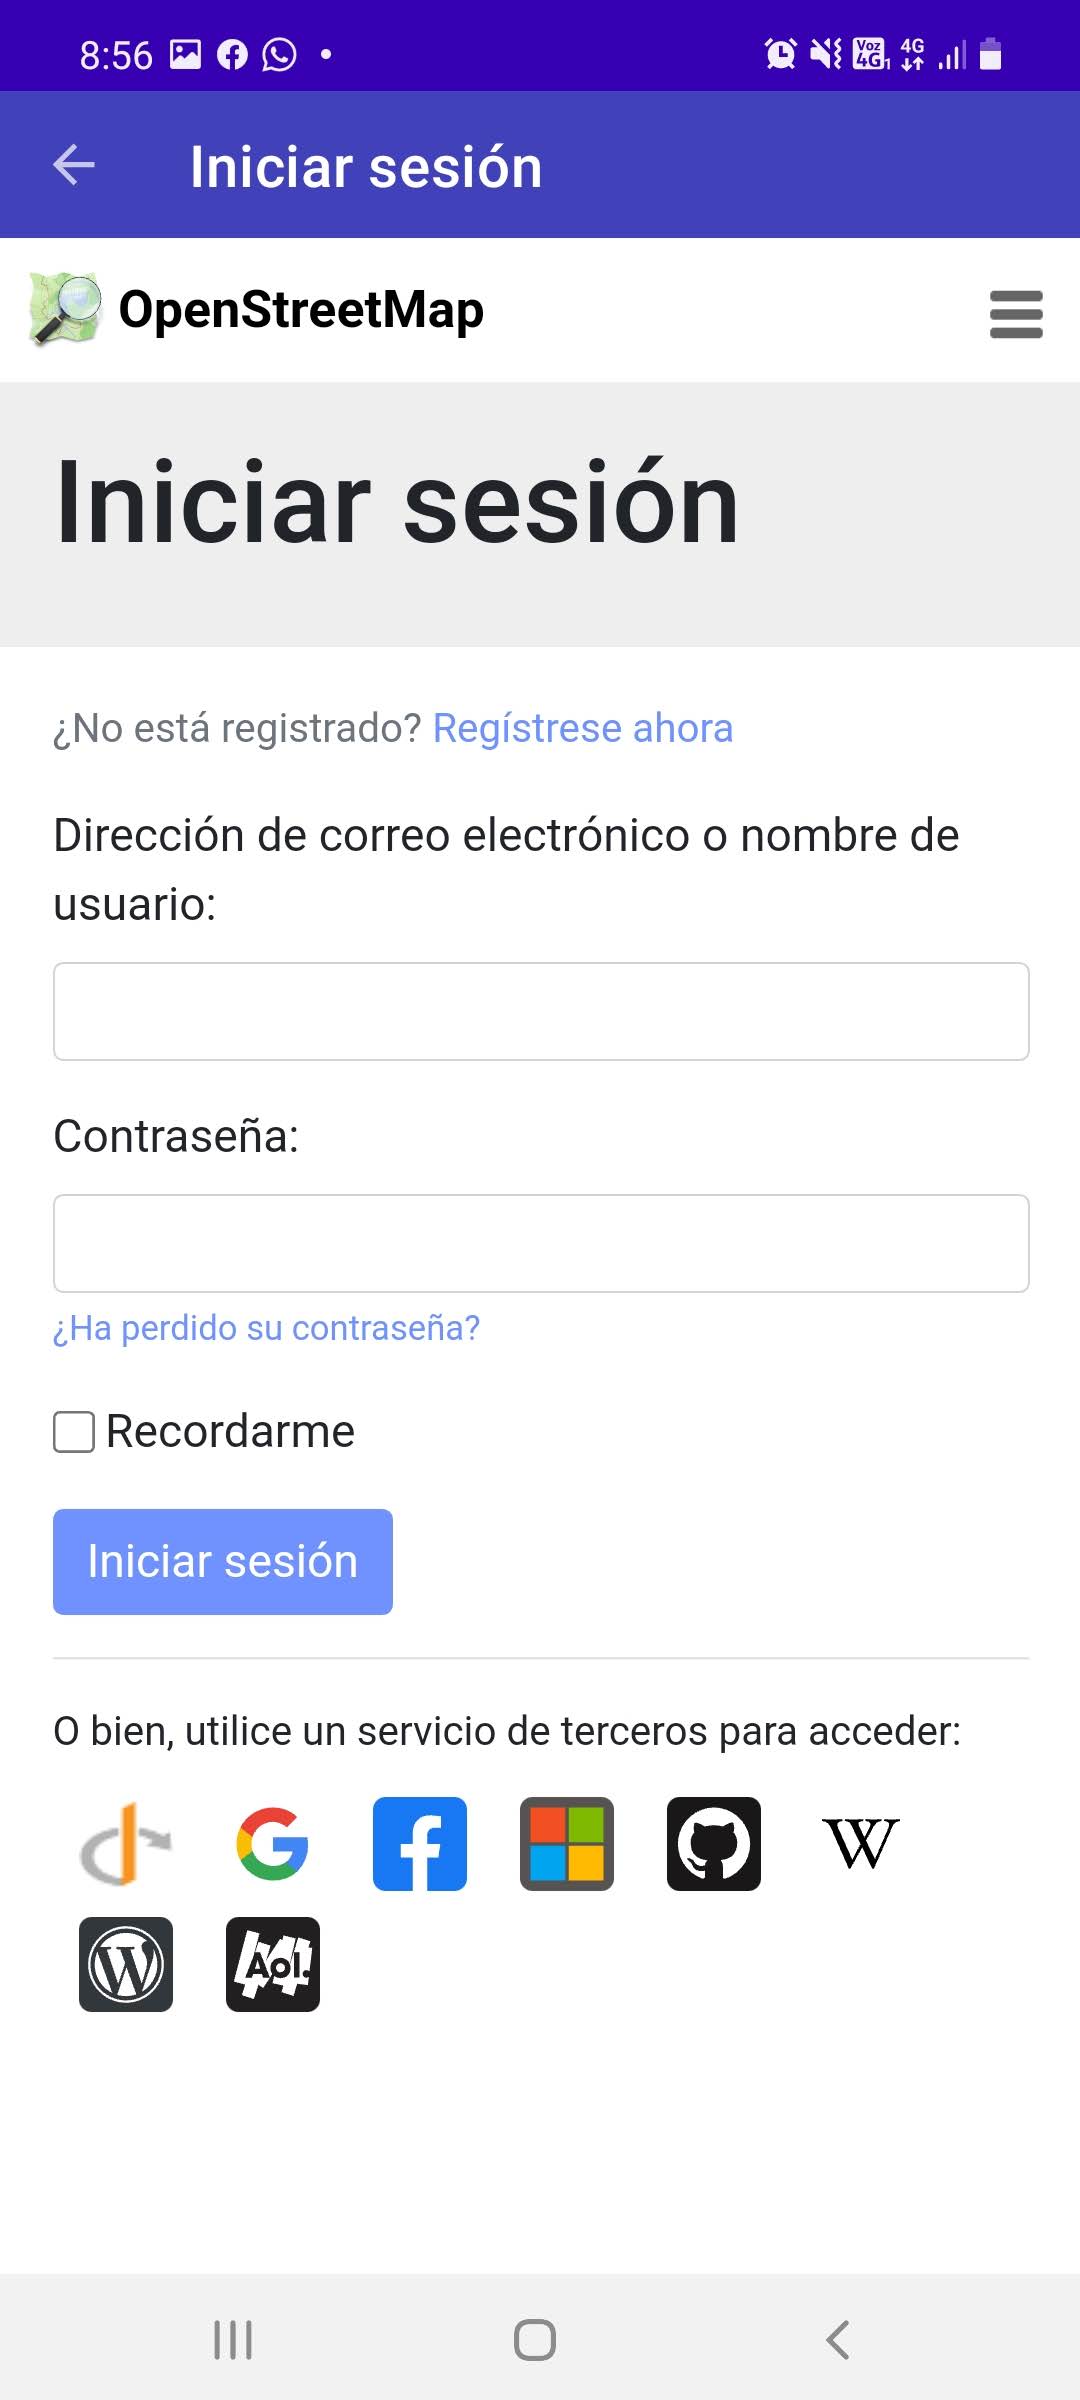 8:56
Voz 4G 1 4G
Iniciar sesión
OpenStreetMap
Iniciar sesión
¿No está registrado? Regístrese ahora
Dirección de correo electrónico o nombre de
usuario:
Contraseña:
¿Ha perdido su contraseña?
Recordarme
Iniciar sesión
O bien, utilice un servicio de terceros para acceder:
Aol.